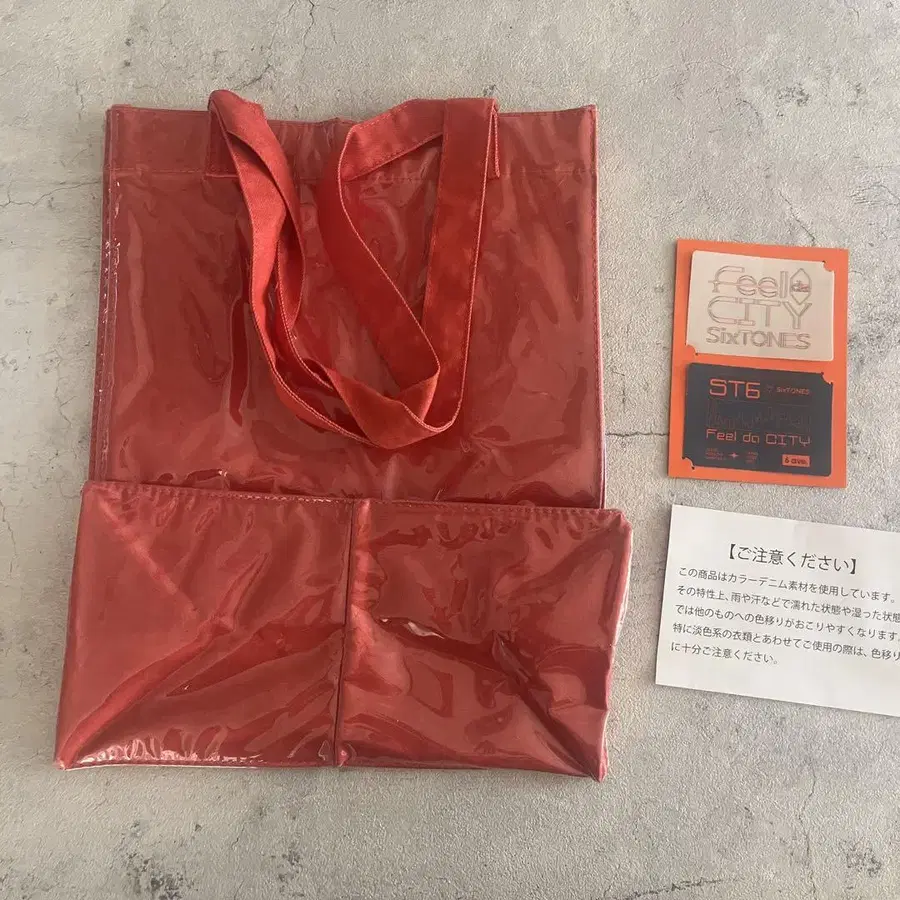 Feel da
CITY
SixTONES
ST6 SixTONES
Feel da CITY
【ご注意ください】
この商品はカラーデニム素材を使用しています。
その特性上、雨や汗などで濡れた状態や湿った状態
では他のものへの色移りがおこりやすくなります。
特に淡色系の衣類とあわせてご使用の際は、色移り
に十分ご注意ください。